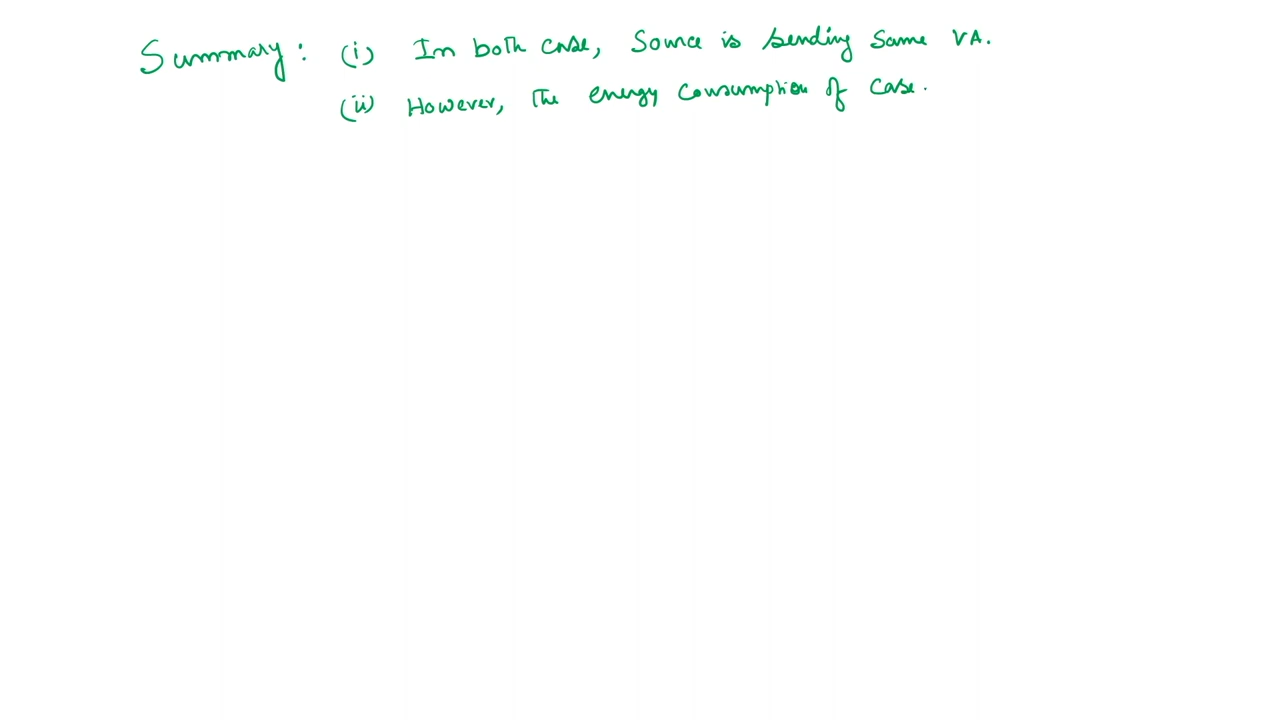 Summary: (i) In both case, Source is sending same VA.
(ii) However, the energy consumption of case.